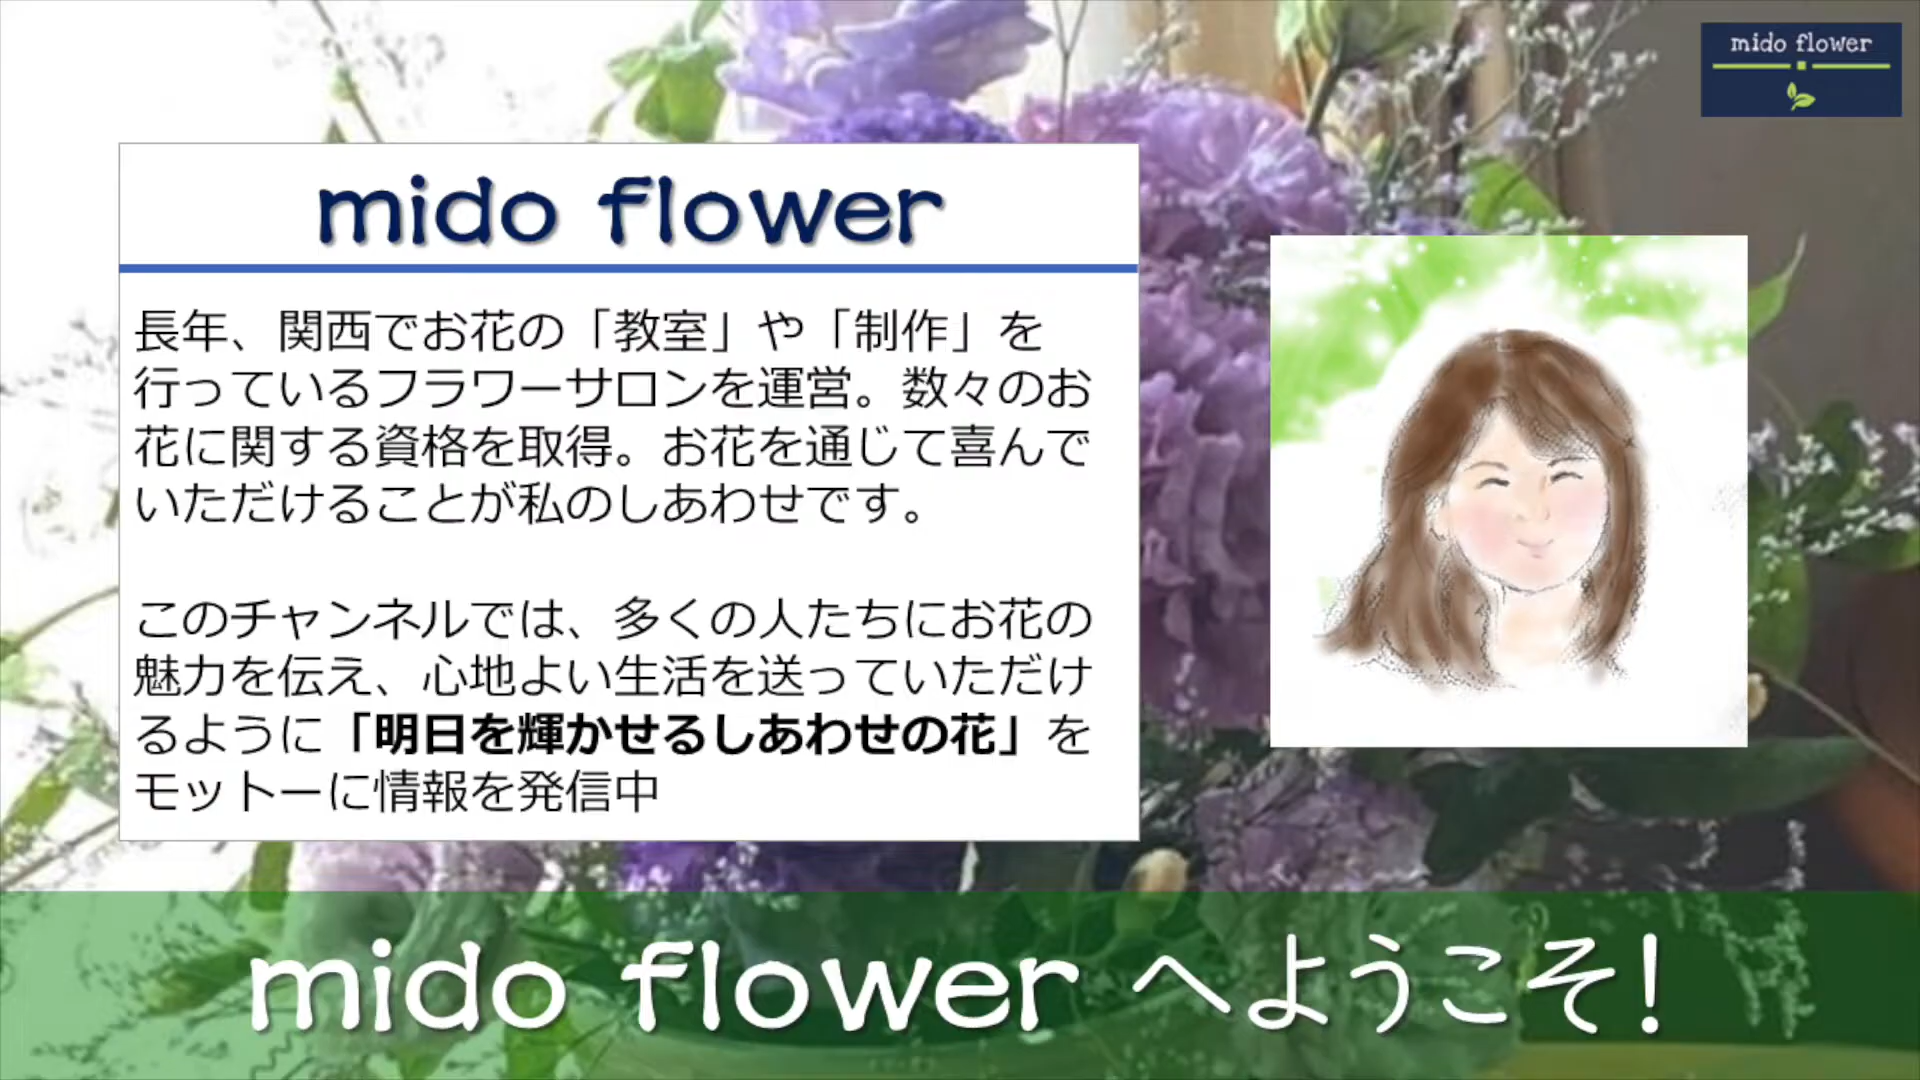 mido flower
mido flower
長年、関西でお花の「教室」や「制作」を
行っているフラワーサロンを運営。数々のお
花に関する資格を取得。お花を通じて喜んで
いただけることが私のしあわせです。
このチャンネルでは、多くの人たちにお花の
魅力を伝え、心地よい生活を送っていただけ
るように「明日を輝かせるしあわせの花」を
モットーに情報を発信中
mido flower へようこそ!